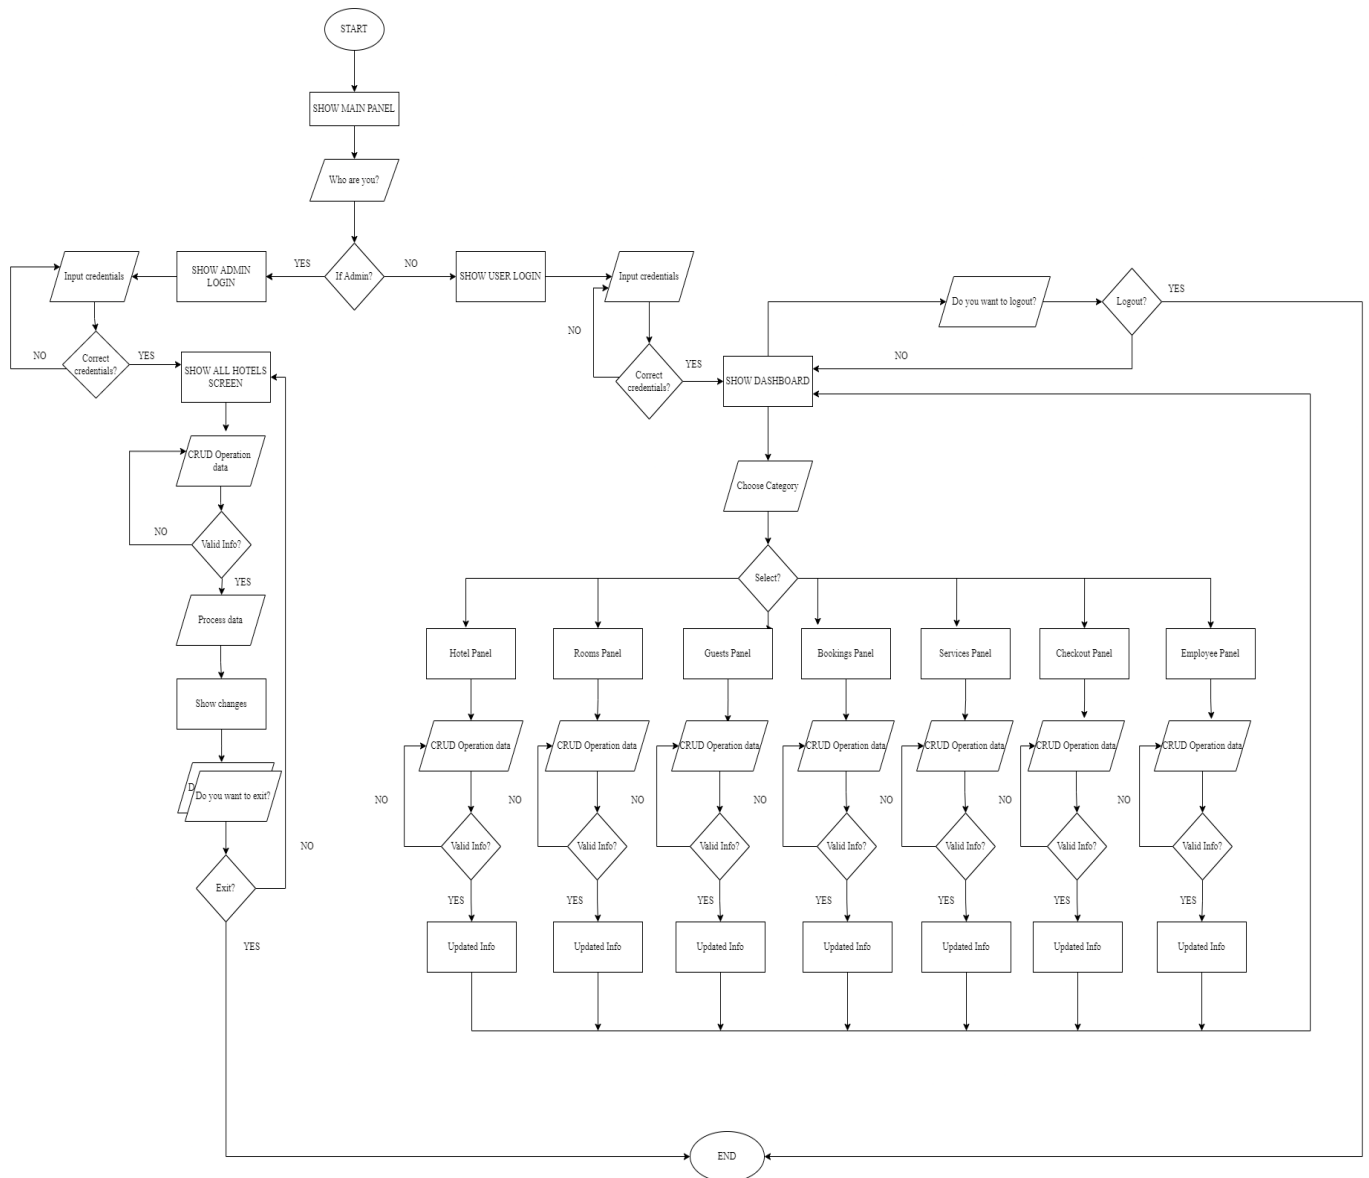 START
SHOW MAIN PANEL
Who are you?
If Admin?
YES
NO
SHOW ADMIN
LOGIN
Input credentials
Correct
credentials?
NO
YES
SHOW ALL HOTELS
SCREEN
CRUD Operation
data
Valid Info?
NO
YES
Process data
Show changes
D
Do you want to exit?
Exit?
NO
YES
SHOW USER LOGIN
Input credentials
NO
Correct
credentials?
YES
SHOW DASHBOARD
Do you want to logout?
Logout?
YES
NO
Choose Category
Select?
Hotel Panel
Rooms Panel
Guests Panel
Bookings Panel
Services Panel
Checkout Panel
Employee Panel
CRUD Operation data
CRUD Operation data
CRUD Operation data
CRUD Operation data
CRUD Operation data
CRUD Operation data
CRUD Operation data
NO
NO
NO
NO
NO
NO
NO
Valid Info?
Valid Info?
Valid Info?
Valid Info?
Valid Info?
Valid Info?
Valid Info?
YES
YES
YES
YES
YES
YES
YES
Updated Info
Updated Info
Updated Info
Updated Info
Updated Info
Updated Info
Updated Info
END